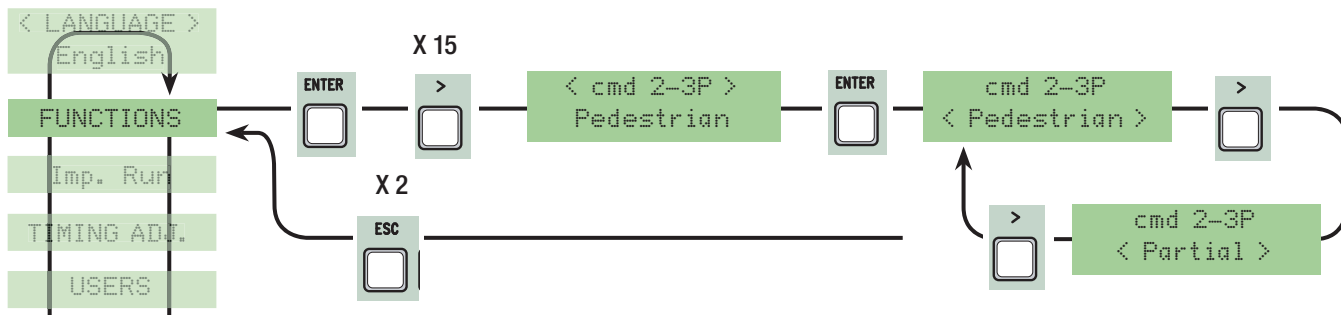 < LANGUAGE >
English
FUNCTIONS
Imp. Run
TIMING ADJ.
USERS
ENTER
X 15
>
< cmd 2–3P >
Pedestrian
ENTER
cmd 2–3P
< Pedestrian >
>
X 2
ESC
>
cmd 2–3P
< Partial >